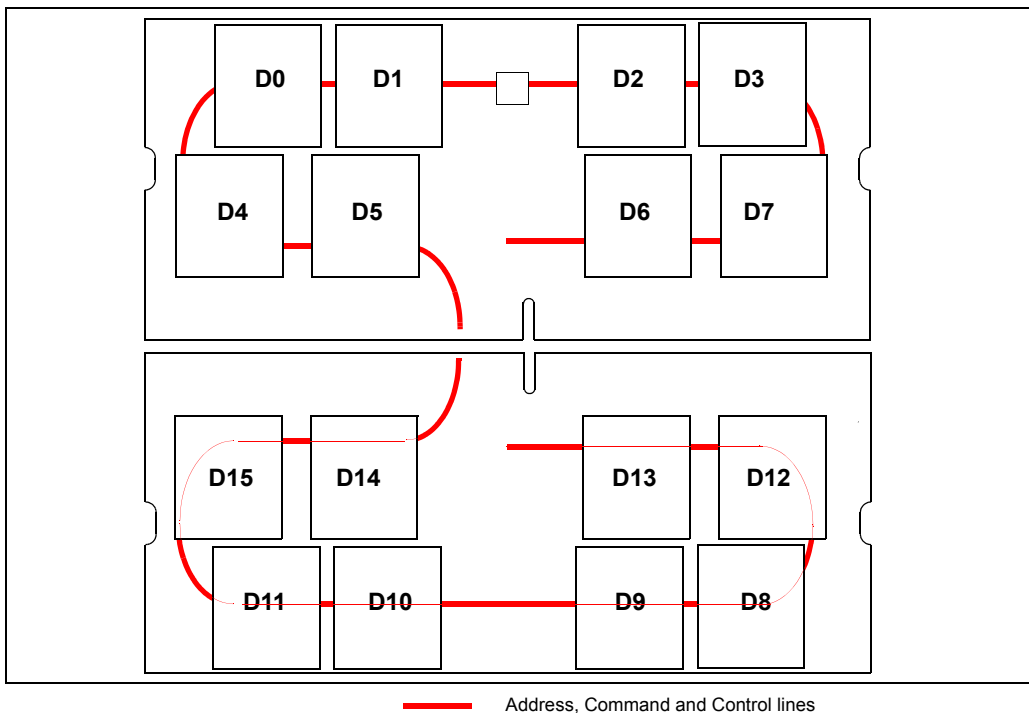 D0 D1 D2 D3
D4 D5 D6 D7
D15 D14 D13 D12
D11 D10 D9 D8
Address, Command and Control lines